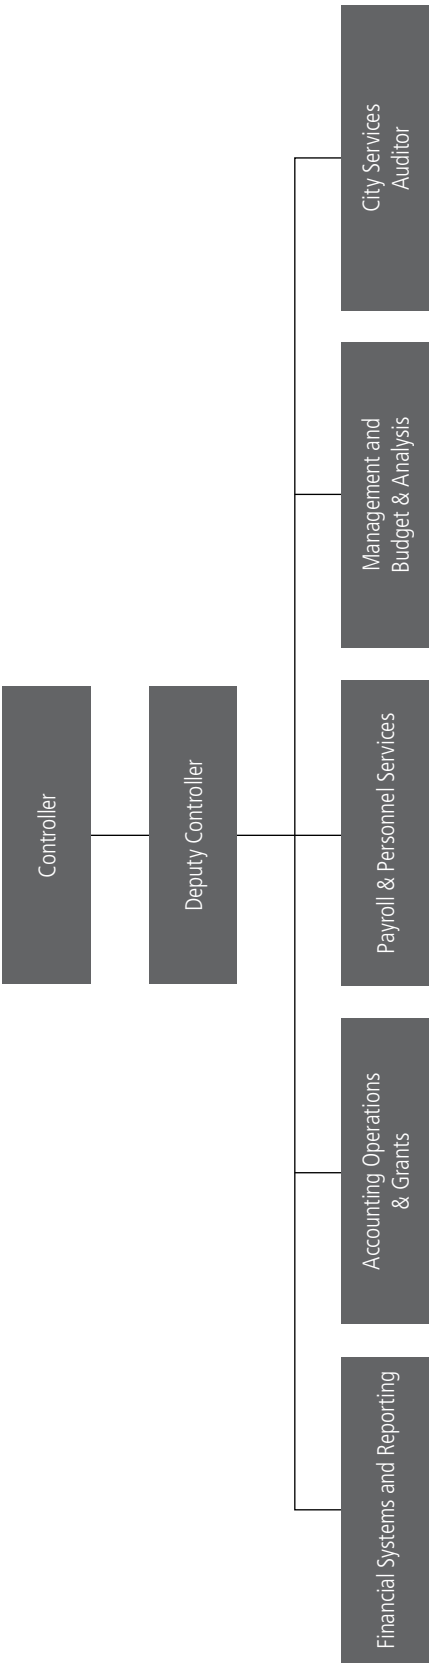 Controller
Deputy Controller
Financial Systems and Reporting
Accounting Operations
& Grants
Payroll & Personnel Services
Management and
Budget & Analysis
City Services
Auditor